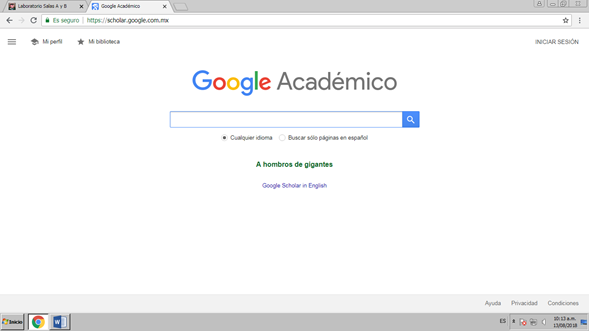 Laboratorio Salas A y B
Google Académico
Es seguro | https://scholar.google.com.mx
Mi perfil
Mi biblioteca
INICIAR SESIÓN
Google Académico
Cualquier idioma
Buscar sólo páginas en español
A hombros de gigantes
Google Scholar in English
Ayuda
Privacidad
Condiciones
Inicio
ES
10:13 a.m.
13/08/2018